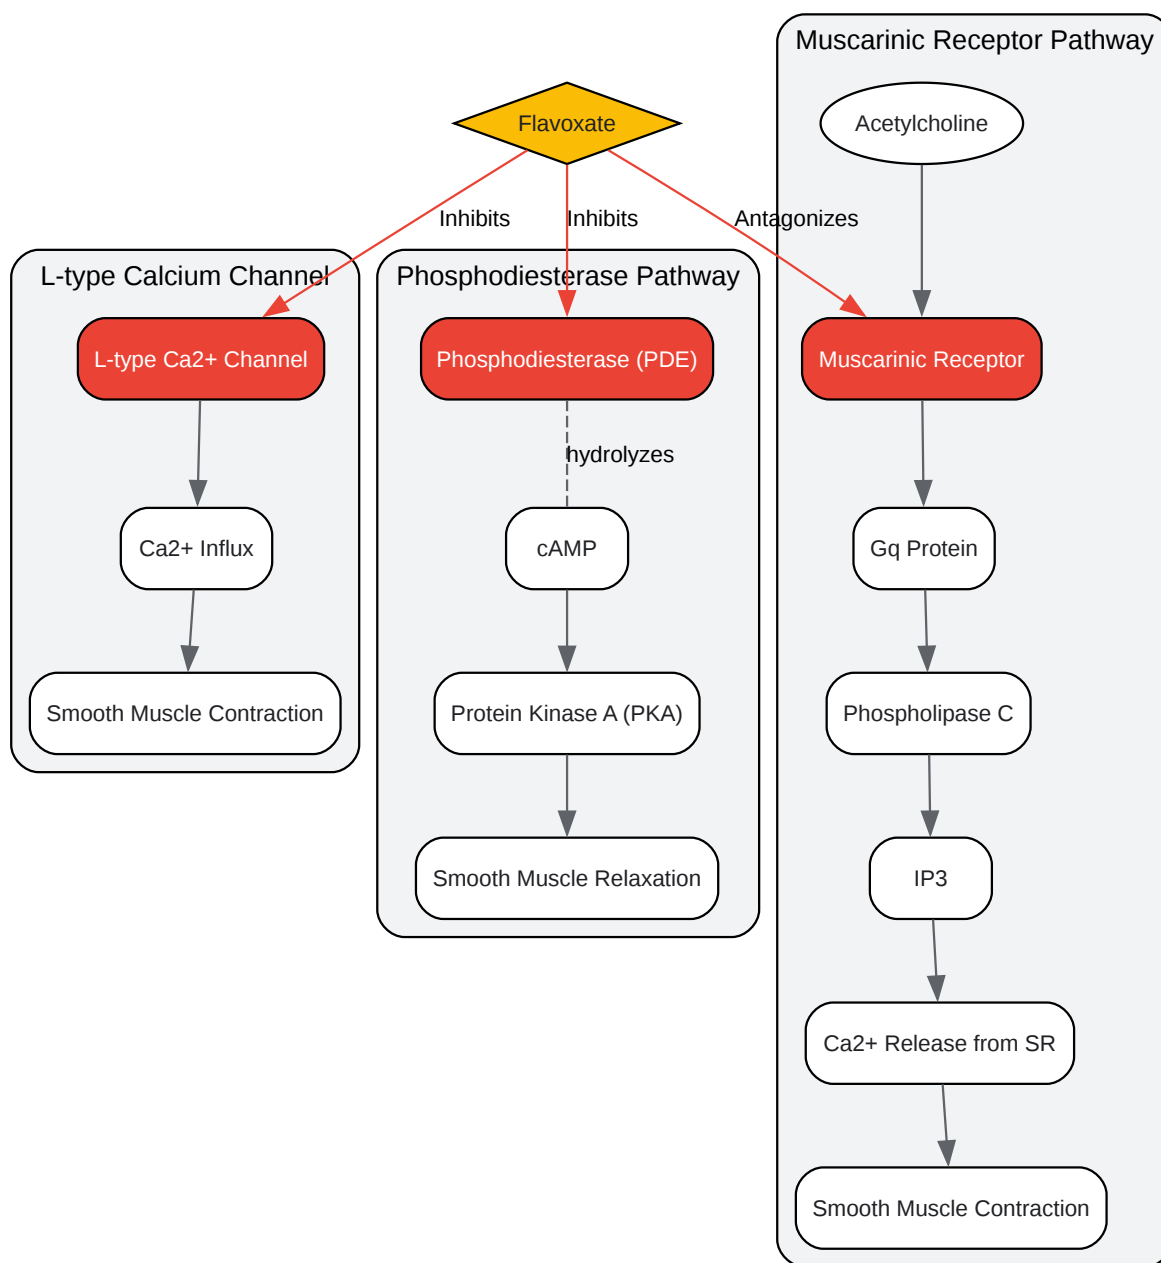 Muscarinic Receptor Pathway
Flavoxate
Acetylcholine
Inhibits
Inhibits
Antagonizes
L-type Calcium Channel
Phosphodiesterase Pathway
L-type Ca2+ Channel
Phosphodiesterase (PDE)
Muscarinic Receptor
hydrolyzes
Ca2+ Influx
cAMP
Gq Protein
Smooth Muscle Contraction
Protein Kinase A (PKA)
Phospholipase C
Smooth Muscle Relaxation
IP3
Ca2+ Release from SR
Smooth Muscle Contraction